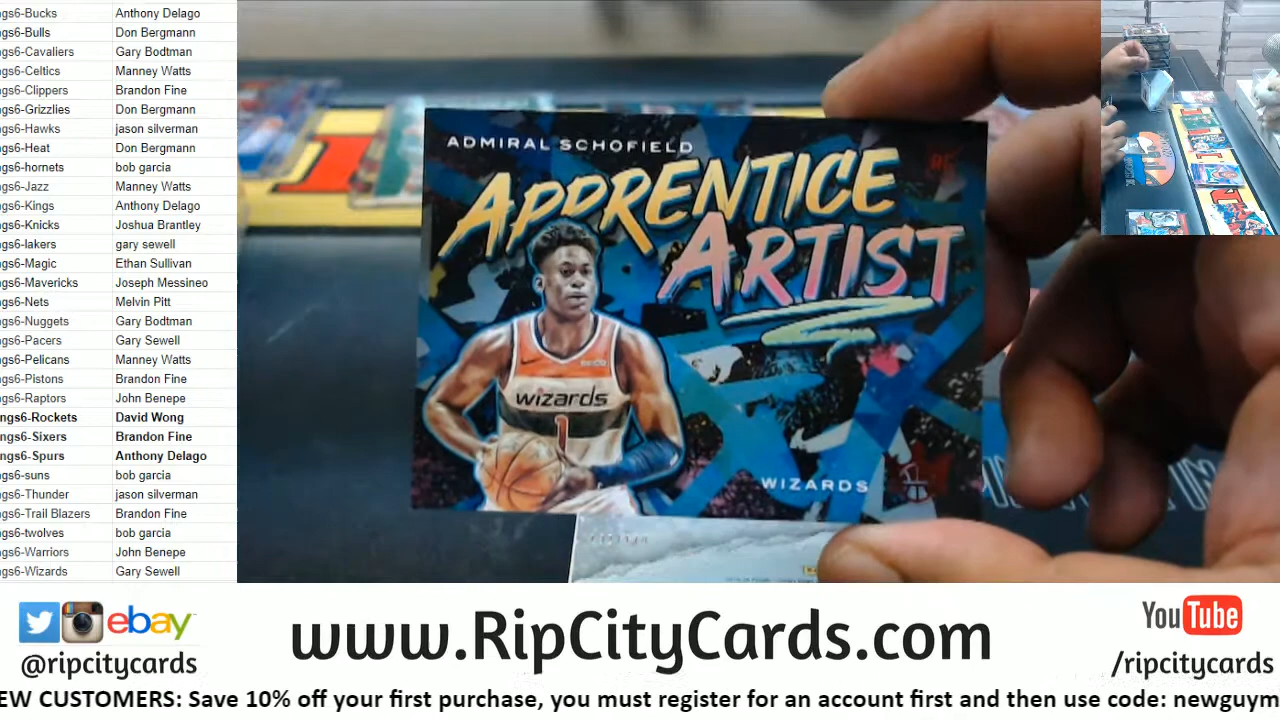 ngs6-Bucks Anthony Delago
ngs6-Bulls Don Bergmann
ngs6-Cavaliers Gary Bodtman
ngs6-Celtics Manney Watts
ngs6-Clippers Brandon Fine
ngs6-Grizzlies Don Bergmann
ngs6-Hawks jason silverman
ngs6-Heat Don Bergmann
ngs6-hornets bob garcia
ngs6-Jazz Manney Watts
ngs6-Kings Anthony Delago
ngs6-Knicks Joshua Brantley
ngs6-lakers gary sewell
ngs6-Magic Ethan Sullivan
ngs6-Mavericks Joseph Messineo
ngs6-Nets Melvin Pitt
ngs6-Nuggets Gary Bodtman
ngs6-Pacers Gary Sewell
ngs6-Pelicans Manney Watts
ngs6-Pistons Brandon Fine
ngs6-Raptors John Benepe
ngs6-Rockets David Wong
ngs6-Sixers Brandon Fine
ngs6-Spurs Anthony Delago
ngs6-suns bob garcia
ngs6-Thunder jason silverman
ngs6-Trail Blazers Brandon Fine
ngs6-twolves bob garcia
ngs6-Warriors John Benepe
ngs6-Wizards Gary Sewell
ADMIRAL SCHOFIELD
APPRENTICE
ARTIST
wizards
1
WIZARDS
ebay
@ripcitycards
www.RipCityCards.com
YouTube
/ripcitycards
EW CUSTOMERS: Save 10% off your first purchase, you must register for an account first and then use code: newguym